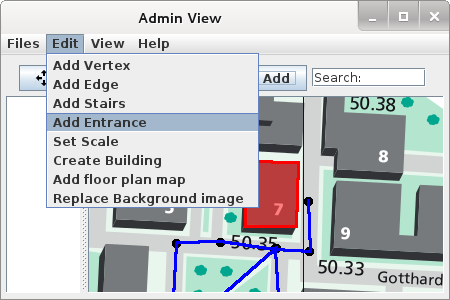 Admin View
Files Edit View Help
Add Vertex
Add Edge
Add Stairs
Add Entrance
Set Scale
Create Building
Add floor plan map
Replace Background image
Add
Search:
50.38
8
7
9
50.35
50.33
Gotthard